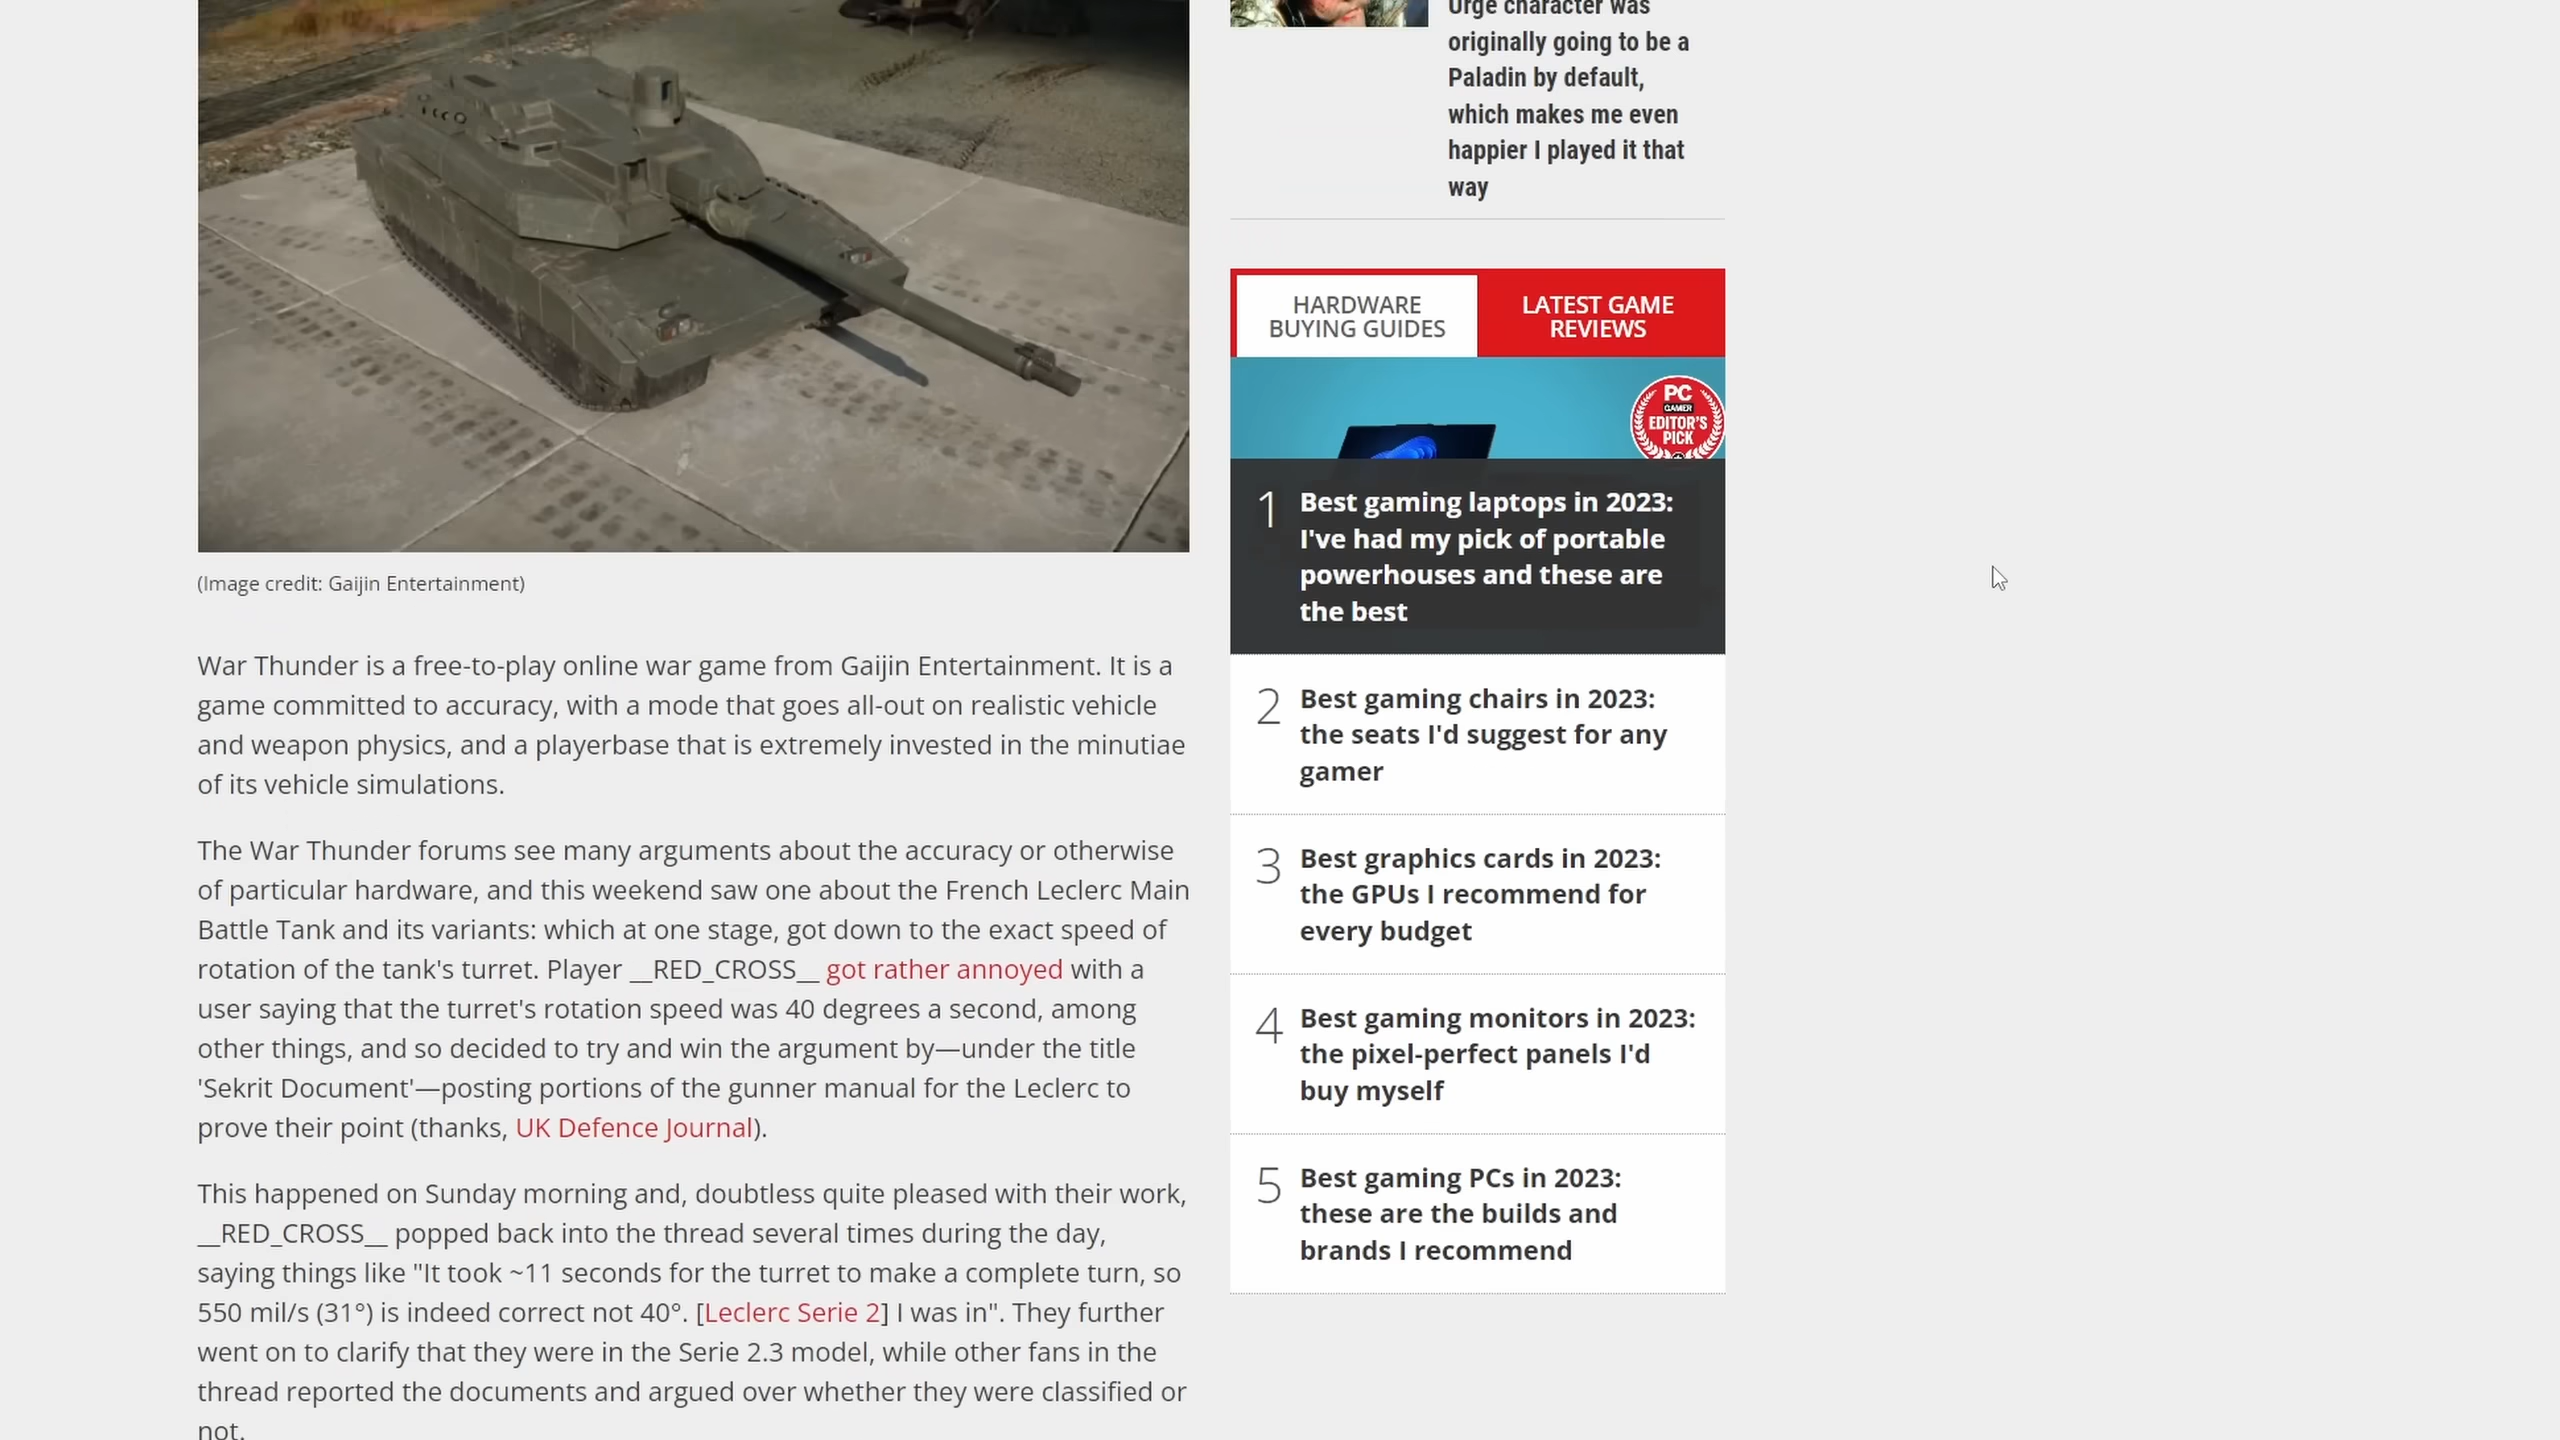 Urge character was
originally going to be a
Paladin by default,
which makes me even
happier I played it that
way
HARDWARE
BUYING GUIDES
LATEST GAME
REVIEWS
PC
GAMER
EDITOR'S
PICK
1
Best gaming laptops in 2023:
I've had my pick of portable
powerhouses and these are
the best
2
Best gaming chairs in 2023:
the seats I'd suggest for any
gamer
3
Best graphics cards in 2023:
the GPUs I recommend for
every budget
4
Best gaming monitors in 2023:
the pixel-perfect panels I'd
buy myself
5
Best gaming PCs in 2023:
these are the builds and
brands I recommend
(Image credit: Gaijin Entertainment)
War Thunder is a free-to-play online war game from Gaijin Entertainment. It is a
game committed to accuracy, with a mode that goes all-out on realistic vehicle
and weapon physics, and a playerbase that is extremely invested in the minutiae
of its vehicle simulations.
The War Thunder forums see many arguments about the accuracy or otherwise
of particular hardware, and this weekend saw one about the French Leclerc Main
Battle Tank and its variants: which at one stage, got down to the exact speed of
rotation of the tank's turret. Player __RED_CROSS__ got rather annoyed with a
user saying that the turret's rotation speed was 40 degrees a second, among
other things, and so decided to try and win the argument by—under the title
'Sekrit Document'—posting portions of the gunner manual for the Leclerc to
prove their point (thanks, UK Defence Journal).
This happened on Sunday morning and, doubtless quite pleased with their work,
__RED_CROSS__ popped back into the thread several times during the day,
saying things like "It took ~11 seconds for the turret to make a complete turn, so
550 mil/s (31°) is indeed correct not 40°. [Leclerc Serie 2] I was in". They further
went on to clarify that they were in the Serie 2.3 model, while other fans in the
thread reported the documents and argued over whether they were classified or
not.